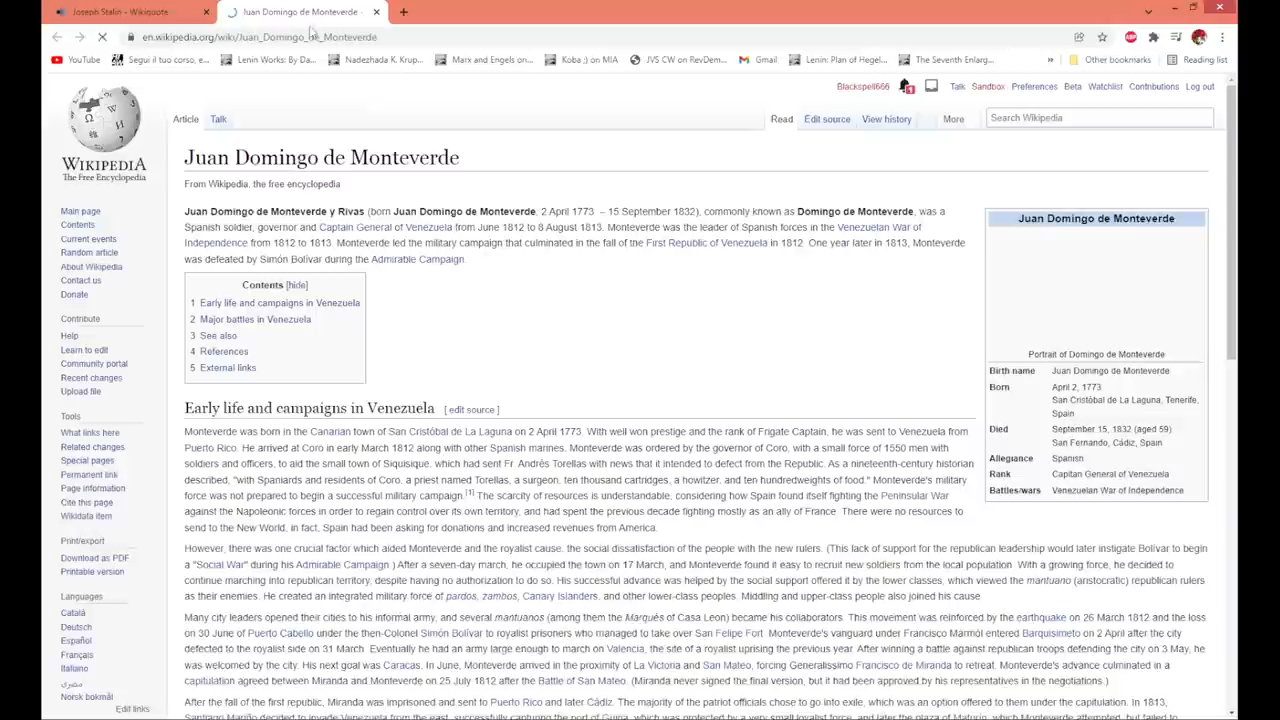 Joseph Stalin - Wikiquote
Juan Domingo de Monteverde -
en.wikipedia.org/wiki/Juan_Domingo_de_Monteverde
YouTube
Segui il tuo corso, e...
Lenin Works: By Da...
Nadezhada K. Krup...
Marx and Engels on...
Koba ;) on MIA
JVS CW on RevDem...
Gmail
Lenin: Plan of Hegel...
The Seventh Enlarg...
»
Other bookmarks
Reading list
Blackspell666
1
Talk
Sandbox
Preferences
Beta
Watchlist
Contributions
Log out
WIKIPEDIA
The Free Encyclopedia
Article
Talk
Read
Edit source
View history
More
Search Wikipedia
Juan Domingo de Monteverde
From Wikipedia, the free encyclopedia
Main page
Contents
Current events
Random article
About Wikipedia
Contact us
Donate
Contribute
Help
Learn to edit
Community portal
Recent changes
Upload file
Tools
What links here
Related changes
Special pages
Permanent link
Page information
Cite this page
Wikidata item
Print/export
Download as PDF
Printable version
Languages
Català
Deutsch
Español
Français
Italiano
مصرى
Norsk bokmål
Edit links
Juan Domingo de Monteverde y Rivas (born Juan Domingo de Monteverde, 2 April 1773 – 15 September 1832), commonly known as Domingo de Monteverde, was a
Spanish soldier, governor and Captain General of Venezuela from June 1812 to 8 August 1813. Monteverde was the leader of Spanish forces in the Venezuelan War of
Independence from 1812 to 1813. Monteverde led the military campaign that culminated in the fall of the First Republic of Venezuela in 1812. One year later in 1813, Monteverde
was defeated by Simón Bolívar during the Admirable Campaign.
Contents [hide]
1 Early life and campaigns in Venezuela
2 Major battles in Venezuela
3 See also
4 References
5 External links
Juan Domingo de Monteverde
Portrait of Domingo de Monteverde
Birth name Juan Domingo de Monteverde
Born April 2, 1773
San Cristóbal de La Laguna, Tenerife,
Spain
Died September 15, 1832 (aged 59)
San Fernando, Cádiz, Spain
Allegiance Spanish
Rank Capitan General of Venezuela
Battles/wars Venezuelan War of Independence
Early life and campaigns in Venezuela [ edit source ]
Monteverde was born in the Canarian town of San Cristóbal de La Laguna on 2 April 1773. With well won prestige and the rank of Frigate Captain, he was sent to Venezuela from
Puerto Rico. He arrived at Coro in early March 1812 along with other Spanish marines. Monteverde was ordered by the governor of Coro, with a small force of 1550 men with
soldiers and officers, to aid the small town of Siquisique, which had sent Fr. Andrés Torellas with news that it intended to defect from the Republic. As a nineteenth-century historian
described, "with Spaniards and residents of Coro, a priest named Torellas, a surgeon, ten thousand cartridges, a howitzer, and ten hundredweights of food." Monteverde's military
force was not prepared to begin a successful military campaign.[1] The scarcity of resources is understandable, considering how Spain found itself fighting the Peninsular War
against the Napoleonic forces in order to regain control over its own territory, and had spent the previous decade fighting mostly as an ally of France. There were no resources to
send to the New World, in fact, Spain had been asking for donations and increased revenues from America.
However, there was one crucial factor which aided Monteverde and the royalist cause, the social dissatisfaction of the people with the new rulers. (This lack of support for the republican leadership would later instigate Bolívar to begin
a "Social War" during his Admirable Campaign.) After a seven-day march, he occupied the town on 17 March, and Monteverde found it easy to recruit new soldiers from the local population. With a growing force, he decided to
continue marching into republican territory, despite having no authorization to do so. His successful advance was helped by the social support offered it by the lower classes, which viewed the mantuano (aristocratic) republican rulers
as their enemies. He created an integrated military force of pardos, zambos, Canary Islanders, and other lower-class peoples. Middling and upper-class people also joined his cause
Many city leaders opened their cities to his informal army, and several mantuanos (among them the Marqués of Casa Leon) became his collaborators. This movement was reinforced by the earthquake on 26 March 1812 and the loss
on 30 June of Puerto Cabello under the then-Colonel Simón Bolívar to royalist prisoners who managed to take over San Felipe Fort. Monteverde's vanguard under Francisco Marmól entered Barquisimeto on 2 April after the city
defected to the royalist side on 31 March. Eventually he had an army large enough to march on Valencia, the site of a royalist uprising the previous year. After winning a battle against republican troops defending the city on 3 May, he
was welcomed by the city. His next goal was Caracas. In June, Monteverde arrived in the proximity of La Victoria and San Mateo, forcing Generalissimo Francisco de Miranda to retreat. Monteverde's advance culminated in a
capitulation agreed between Miranda and Monteverde on 25 July 1812 after the Battle of San Mateo. (Miranda never signed the final version, but it had been approved by his representatives in the negotiations.)
After the fall of the first republic, Miranda was imprisoned and sent to Puerto Rico and later Cádiz. The majority of the patriot officials chose to go into exile, which was an option offered to them under the capitulation. In 1813,
Santiago Mariño decided to invade Venezuela from the east, successfully capturing the port of Güiria, which was protected by a very small loyalist force, and later the plaza of Maturín, which Monteverde attempted, but failed to